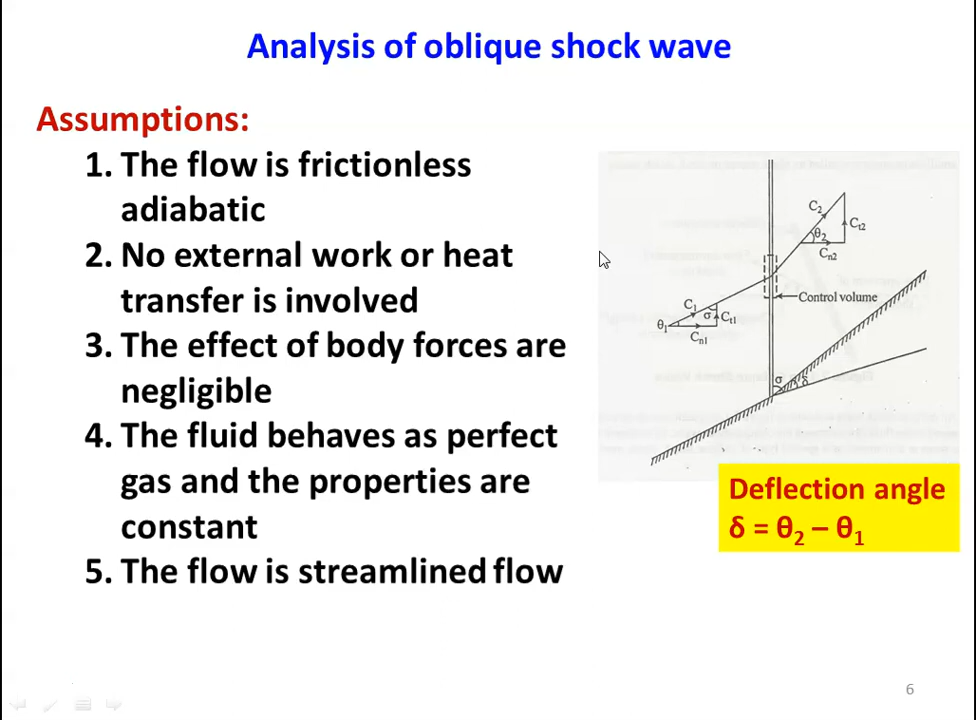 Analysis of oblique shock wave
Assumptions:
1. The flow is frictionless
adiabatic
2. No external work or heat
transfer is involved
3. The effect of body forces are
negligible
4. The fluid behaves as perfect
gas and the properties are
constant
5. The flow is streamlined flow
C₂
Cₜ₂
θ₂
Cₙ₂
Control volume
C₁
σ
Cₜ₁
θ₁
Cₙ₁
σ
δ
Deflection angle
δ = θ₂ – θ₁
6